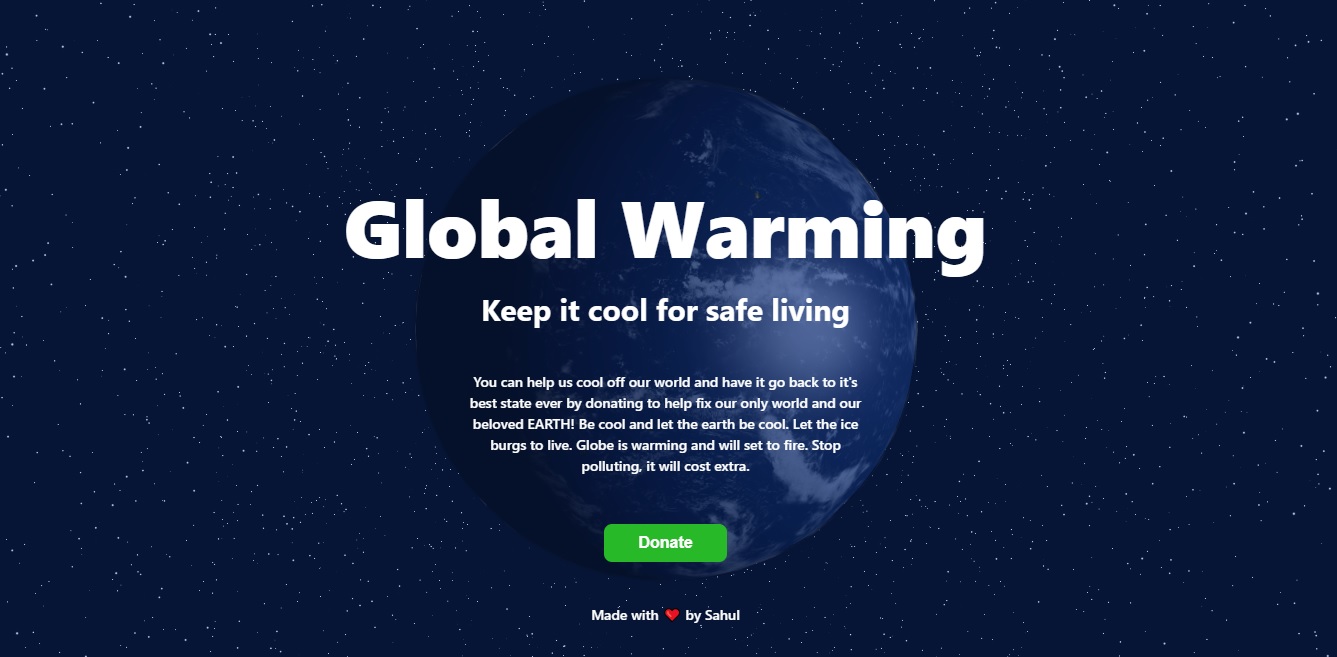 Global Warming
Keep it cool for safe living
You can help us cool off our world and have it go back to it's
best state ever by donating to help fix our only world and our
beloved EARTH! Be cool and let the earth be cool. Let the ice
burgs to live. Globe is warming and will set to fire. Stop
polluting, it will cost extra.
Donate
Made with ❤ by Sahul